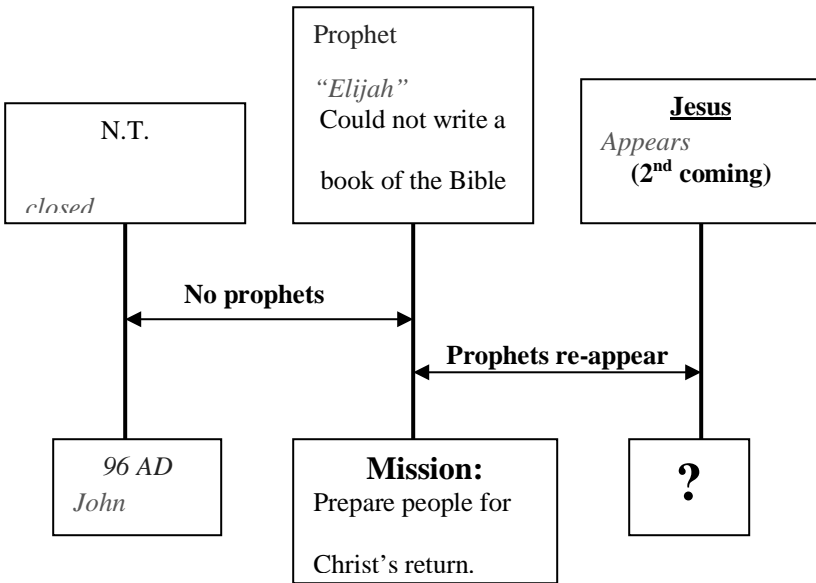 N.T.
closed
Prophet
“Elijah”
Could not write a
book of the Bible
Jesus
Appears
(2nd coming)
No prophets
Prophets re-appear
96 AD
John
Mission:
Prepare people for
Christ’s return.
?